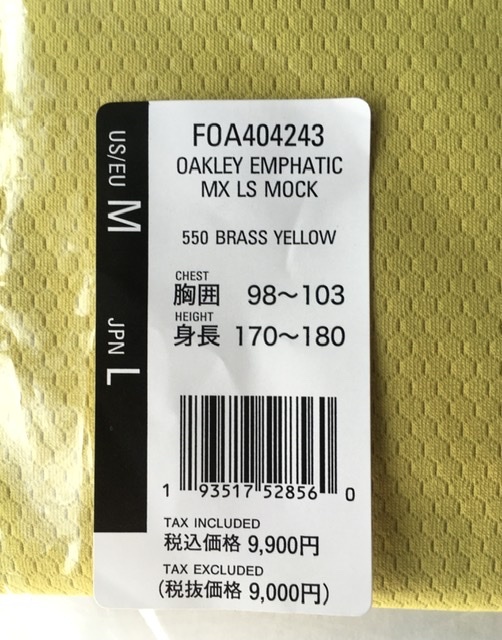 US/EU M
JPN L
FOA404243
OAKLEY EMPHATIC
MX LS MOCK
550 BRASS YELLOW
CHEST
胸囲 98~103
HEIGHT
身長 170~180
1 93517 52856 0
TAX INCLUDED
税込価格 9,900円
TAX EXCLUDED
(税抜価格 9,000円)